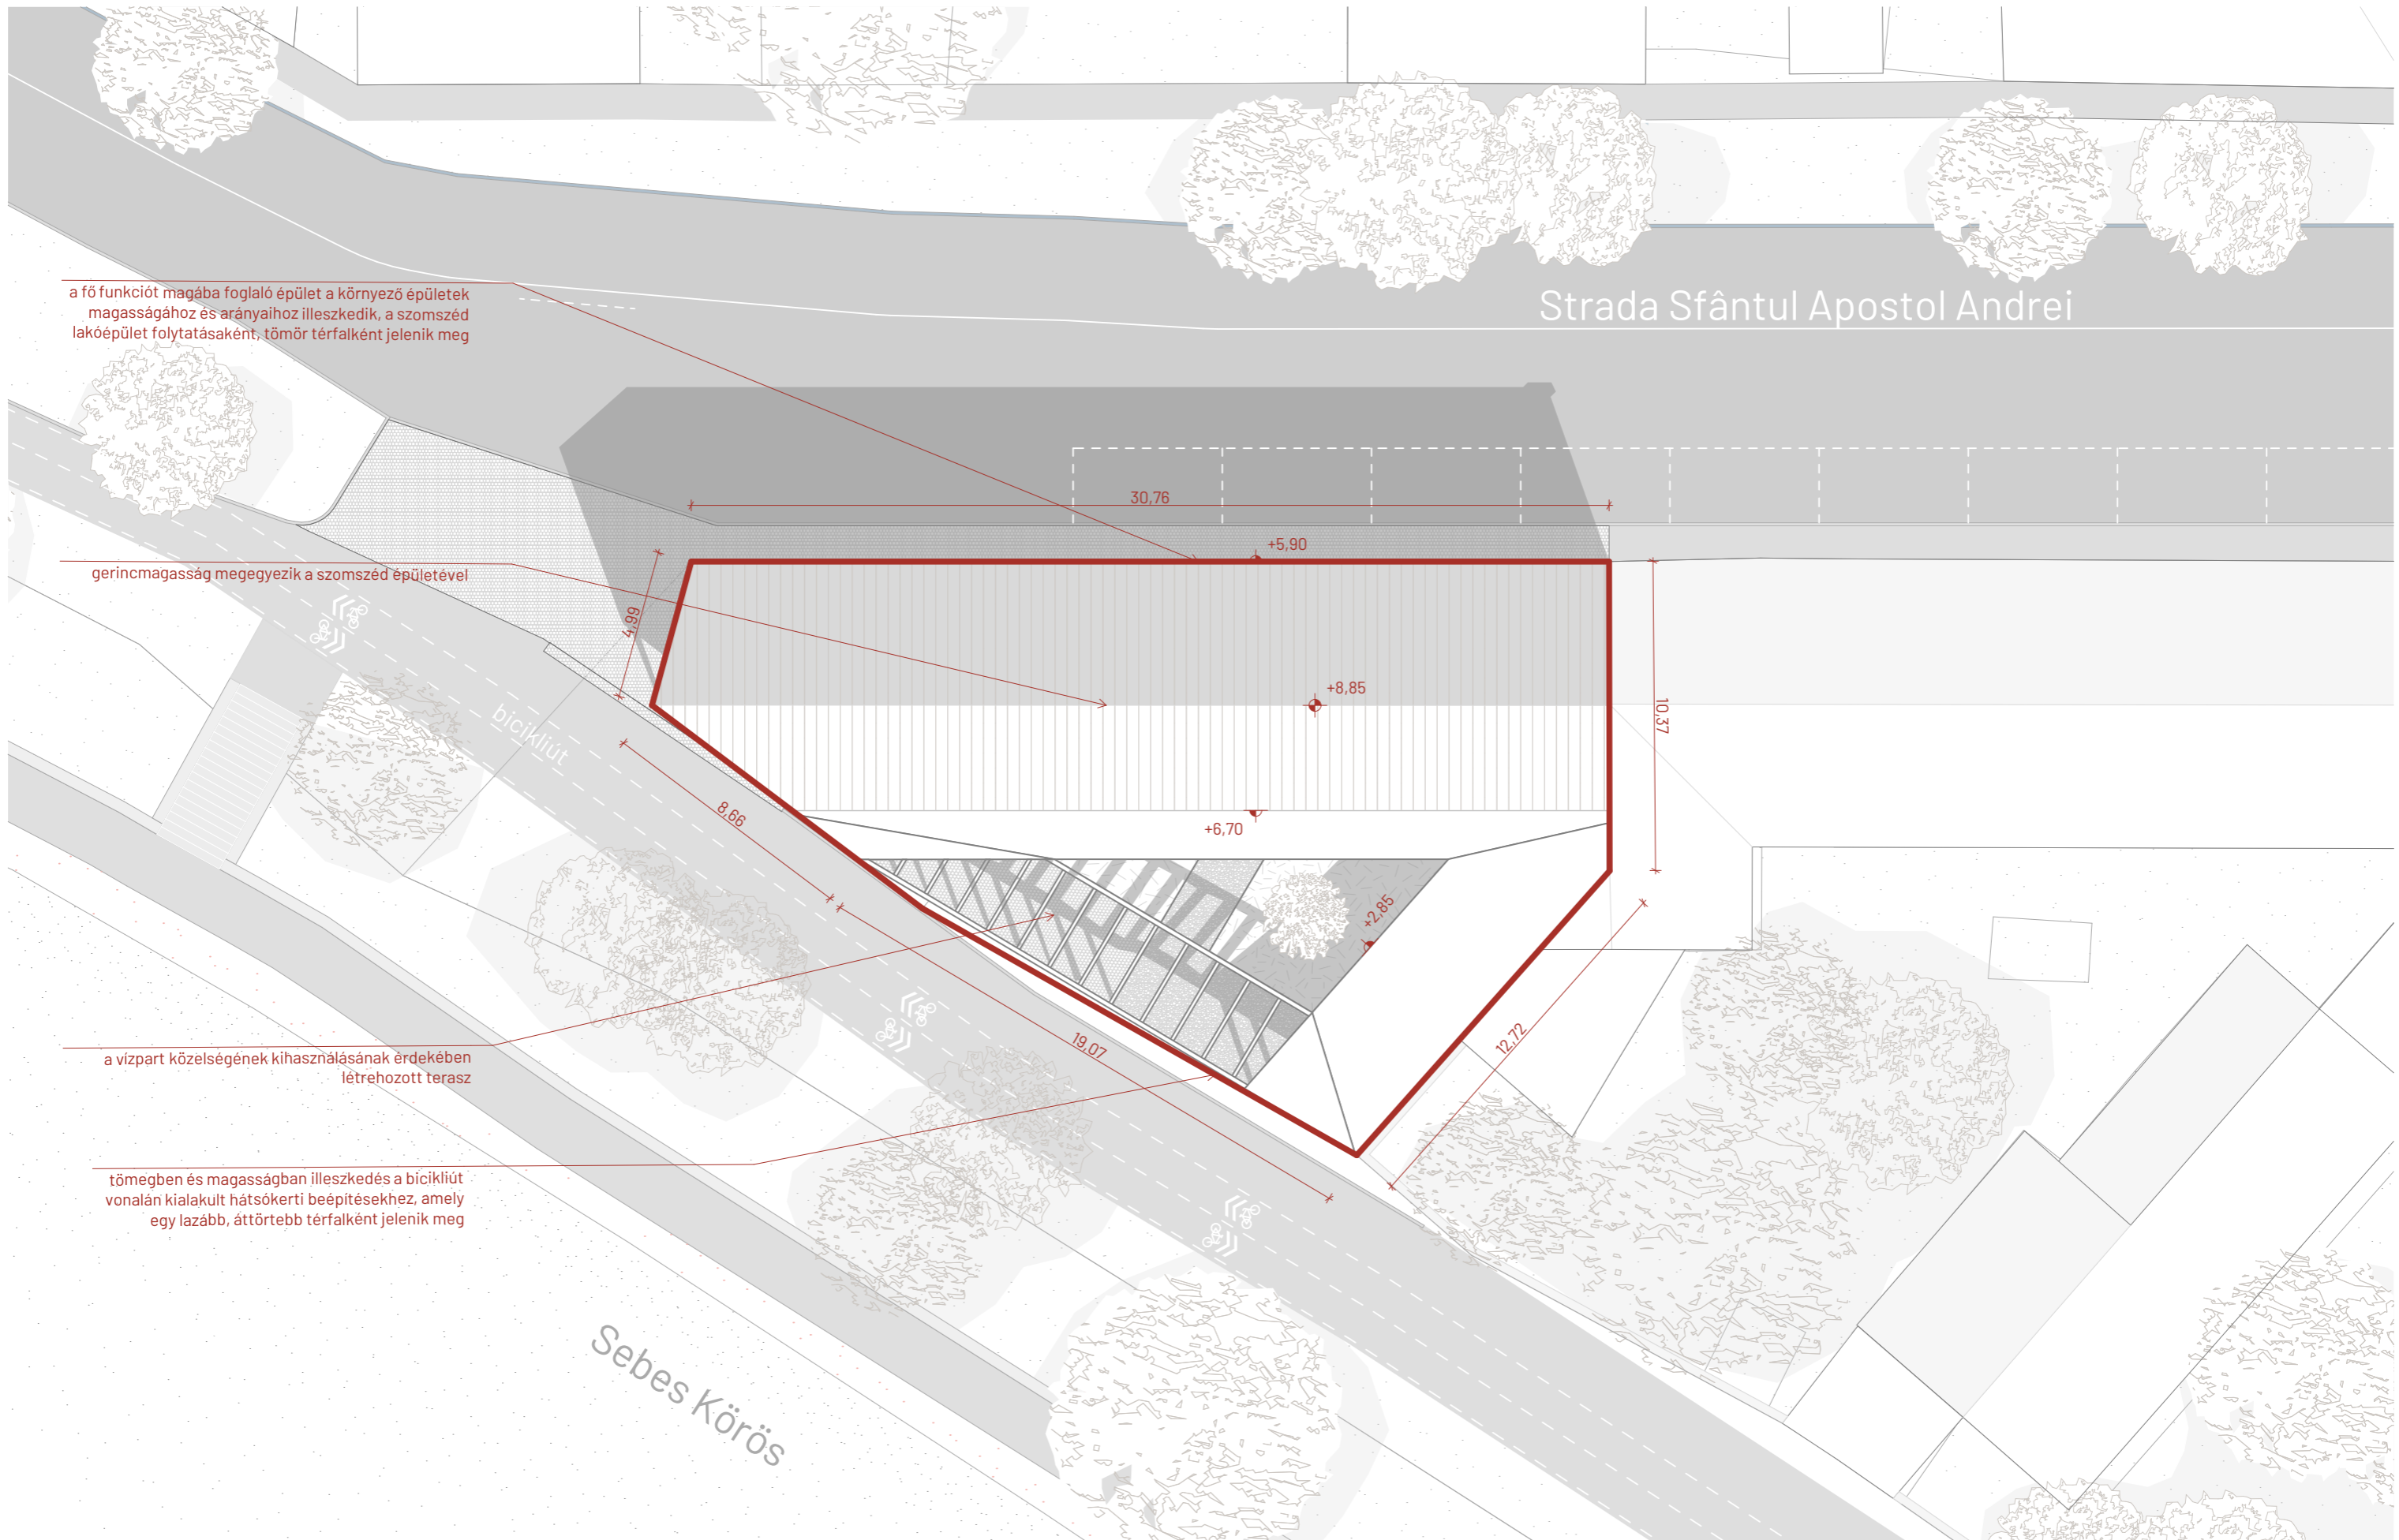 Strada Sfântul Apostol Andrei
a fő funkciót magába foglaló épület a környező épületek
magasságához és arányaihoz illeszkedik, a szomszéd
lakóépület folytatásaként, tömör térfalként jelenik meg
30,76
+5,90
gerincmagasság megegyezik a szomszéd épületével
4,99
+8,85
10,37
biciklíút
8,66
+6,70
+2,85
19,07
12,72
a vízpart közelségének kihasználásának érdekében
létrehozott terasz
tömegben és magasságban illeszkedés a bicikliút
vonalán kialakult hátsókerti beépítésekhez, amely
egy lazább, áttörtebb térfalként jelenik meg
Sebes Körös